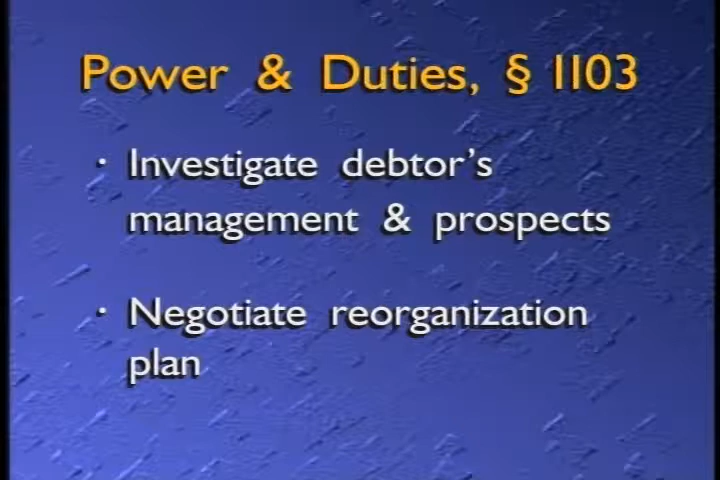 Power & Duties, § 1103
• Investigate debtor's
management & prospects
• Negotiate reorganization
plan